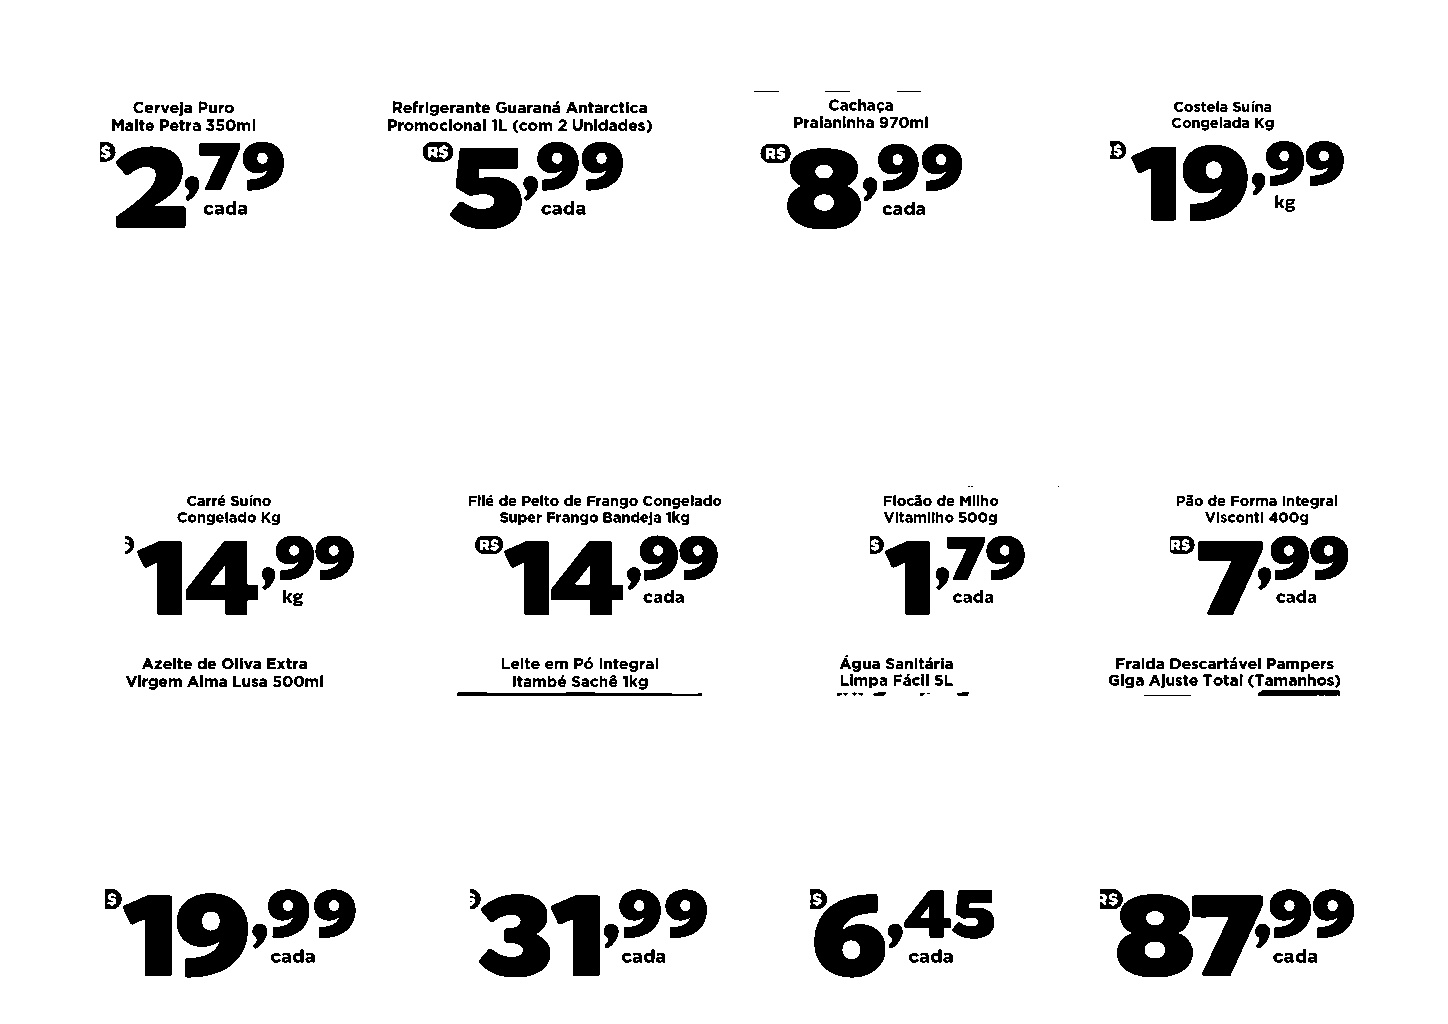 Cerveja Puro
Malte Petra 350ml
$ 2,79
cada
Refrigerante Guaraná Antarctica
Promocional 1L (com 2 Unidades)
R$ 5,99
cada
Cachaça
Praianinha 970ml
R$ 8,99
cada
Costela Suína
Congelada Kg
$ 19,99
kg
Carré Suíno
Congelado Kg
14,99
kg
Filé de Peito de Frango Congelado
Super Frango Bandeja 1kg
R$ 14,99
cada
Flocão de Milho
Vitamilho 500g
$ 1,79
cada
Pão de Forma Integral
Visconti 400g
R$ 7,99
cada
Azeite de Oliva Extra
Virgem Alma Lusa 500ml
$ 19,99
cada
Leite em Pó Integral
Itambé Sachê 1kg
31,99
cada
Água Sanitária
Limpa Fácil 5L
$ 6,45
cada
Fralda Descartável Pampers
Giga Ajuste Total (Tamanhos)
R$ 87,99
cada